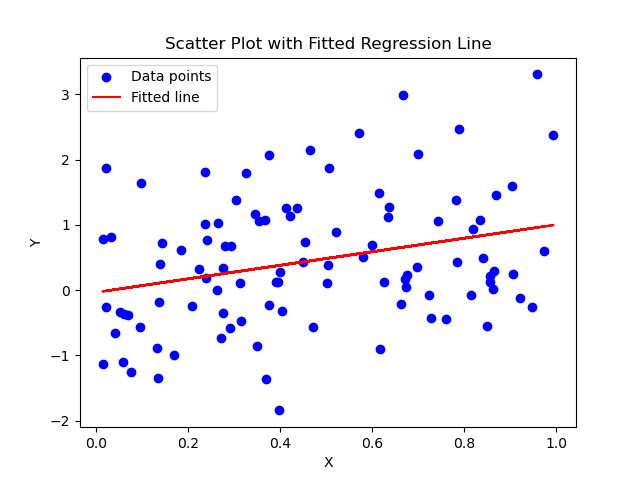 Scatter Plot with Fitted Regression Line
Data points
Fitted line
3
2
1
0
−1
−2
Y
0.0 0.2 0.4 0.6 0.8 1.0
X